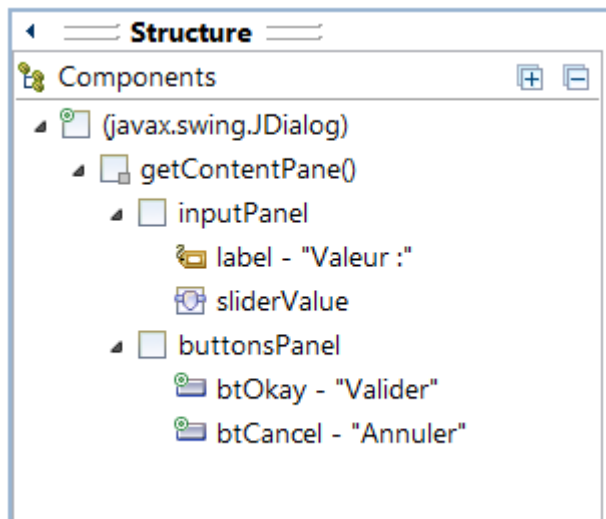 Structure
Components
(javax.swing.JDialog)
getContentPane()
inputPanel
label - "Valeur :"
sliderValue
buttonsPanel
btOkay - "Valider"
btCancel - "Annuler"